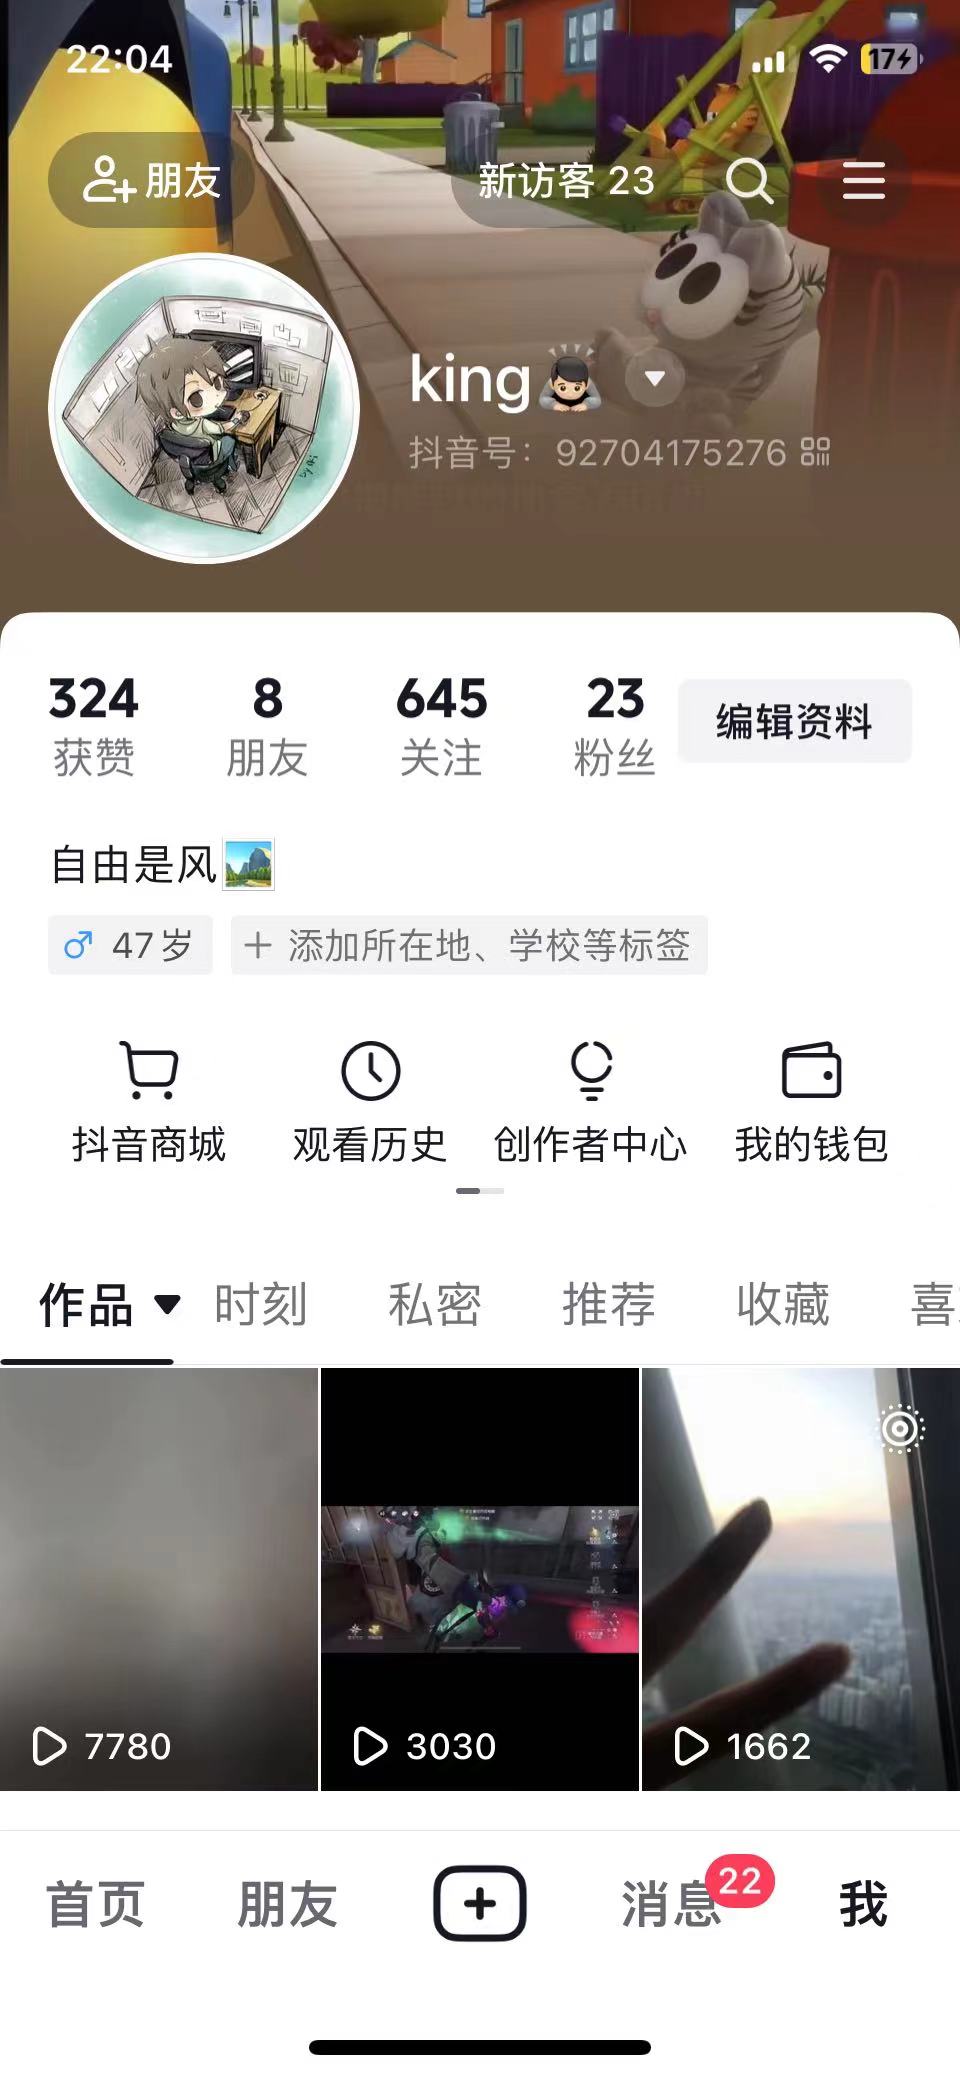 22:04
17
朋友
新访客 23
king
抖音号：92704175276
324
获赞
8
朋友
645
关注
23
粉丝
编辑资料
自由是风
47岁
+ 添加所在地、学校等标签
抖音商城
观看历史
创作者中心
我的钱包
作品
时刻
私密
推荐
收藏
喜
7780
3030
1662
首页
朋友
消息
22
我